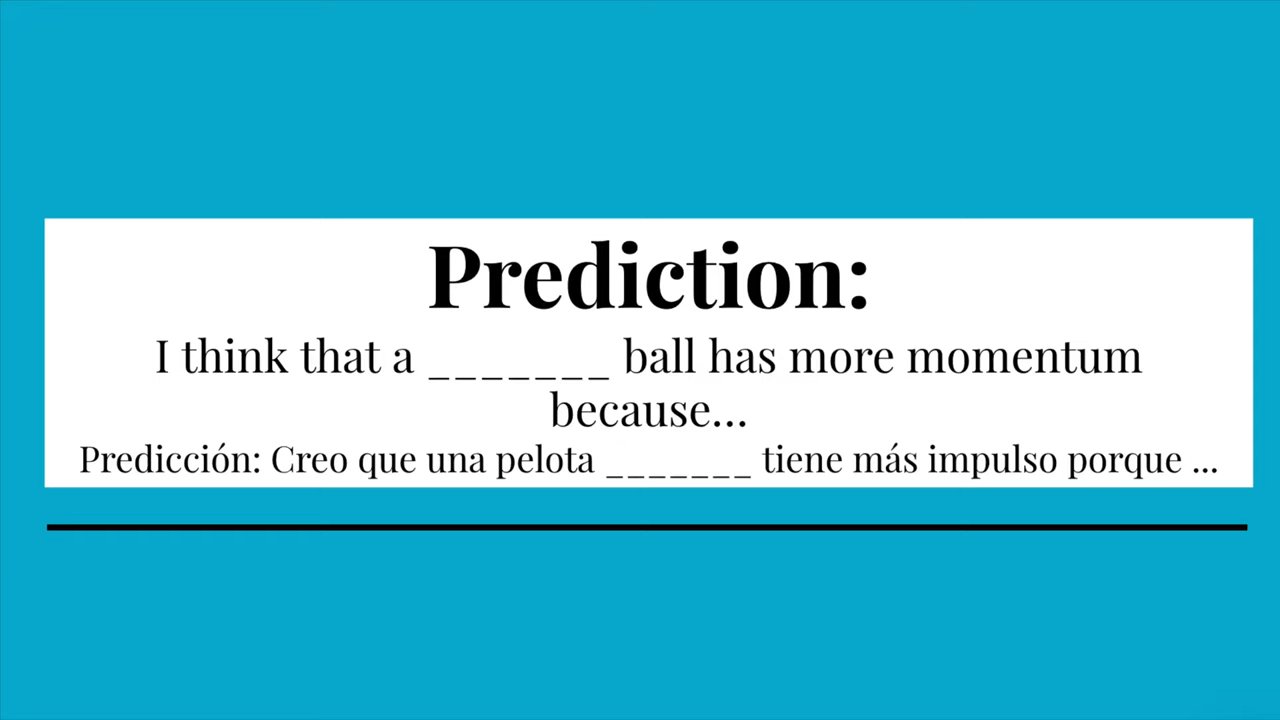 Prediction:
I think that a _______ ball has more momentum
because...
Predicción: Creo que una pelota _______ tiene más impulso porque ...